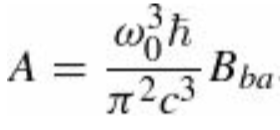 A = \frac{\omega_0^3 \hbar}{\pi^2 c^3} B_{ba}.